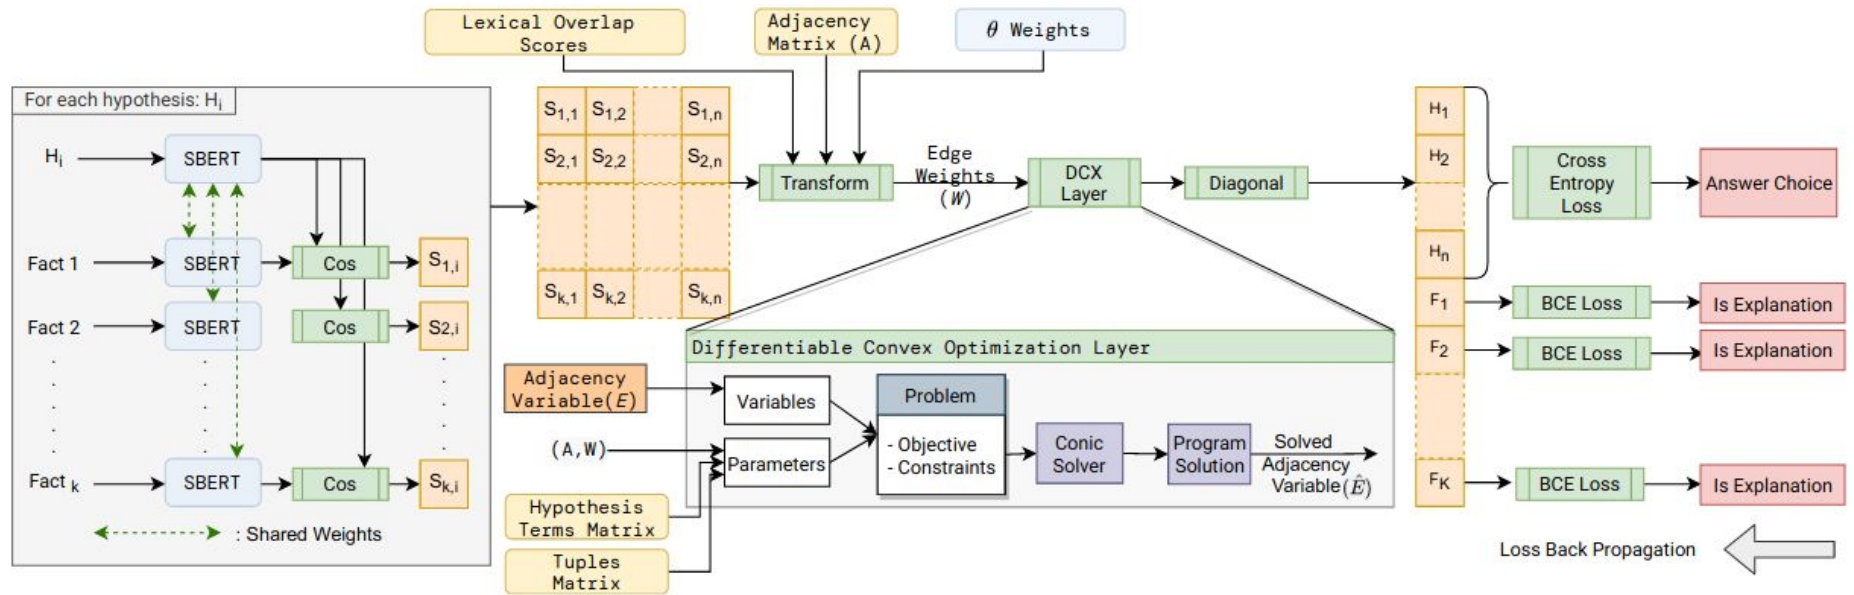 Lexical Overlap
Scores
Adjacency
Matrix (A)
θ Weights
For each hypothesis: Hi
Hi
SBERT
Fact 1
SBERT
Cos
S1,i
Fact 2
SBERT
Cos
S2,i
Fact k
SBERT
Cos
Sk,i
: Shared Weights
S1,1 S1,2 S1,n
S2,1 S2,2 S2,n
Sk,1 Sk,2 Sk,n
Transform
Edge
Weights
(W)
DCX
Layer
Diagonal
H1
H2
Hn
F1
F2
FK
Cross
Entropy
Loss
Answer Choice
BCE Loss
Is Explanation
BCE Loss
Is Explanation
BCE Loss
Is Explanation
Differentiable Convex Optimization Layer
Adjacency
Variable(E)
Variables
(A,W)
Parameters
Hypothesis
Terms Matrix
Tuples
Matrix
Problem
- Objective
- Constraints
Conic
Solver
Program
Solution
Solved
Adjacency
Variable(Ê)
Loss Back Propagation